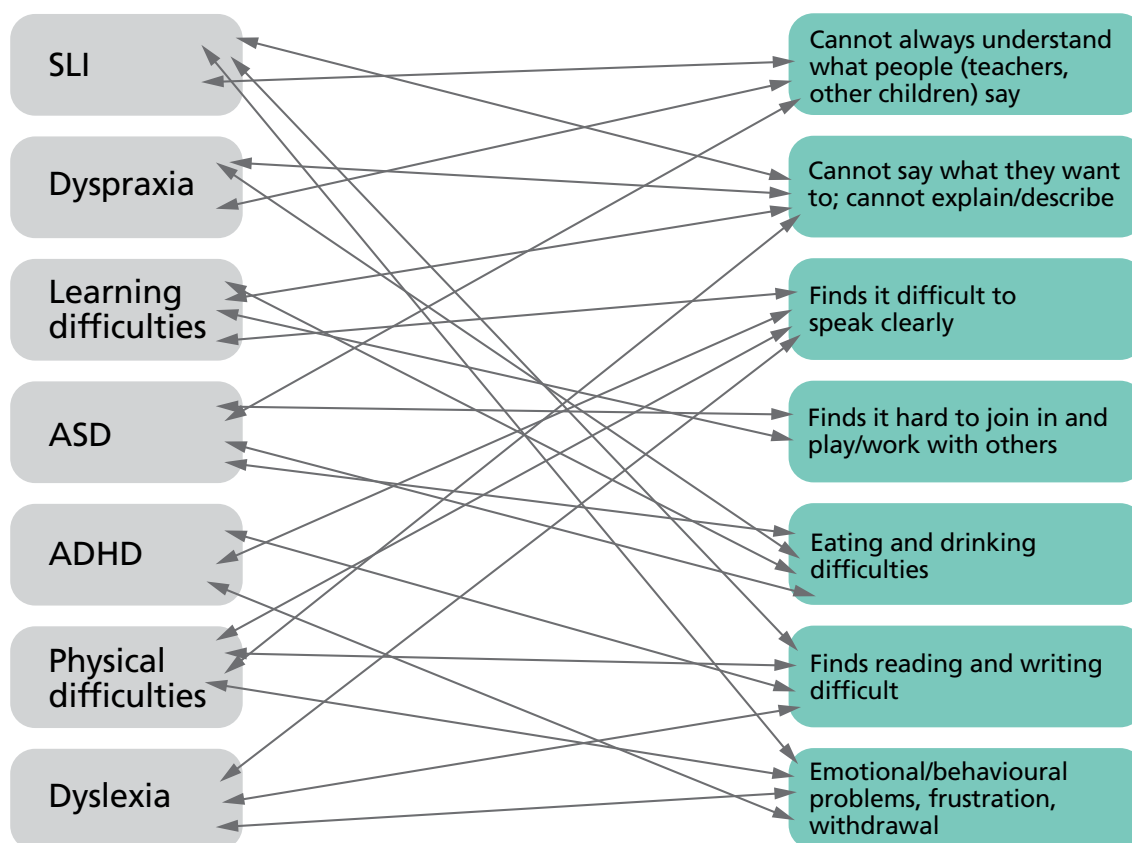 SLI
Dyspraxia
Learning
difficulties
ASD
ADHD
Physical
difficulties
Dyslexia
Cannot always understand
what people (teachers,
other children) say
Cannot say what they want
to; cannot explain/describe
Finds it difficult to
speak clearly
Finds it hard to join in and
play/work with others
Eating and drinking
difficulties
Finds reading and writing
difficult
Emotional/behavioural
problems, frustration,
withdrawal